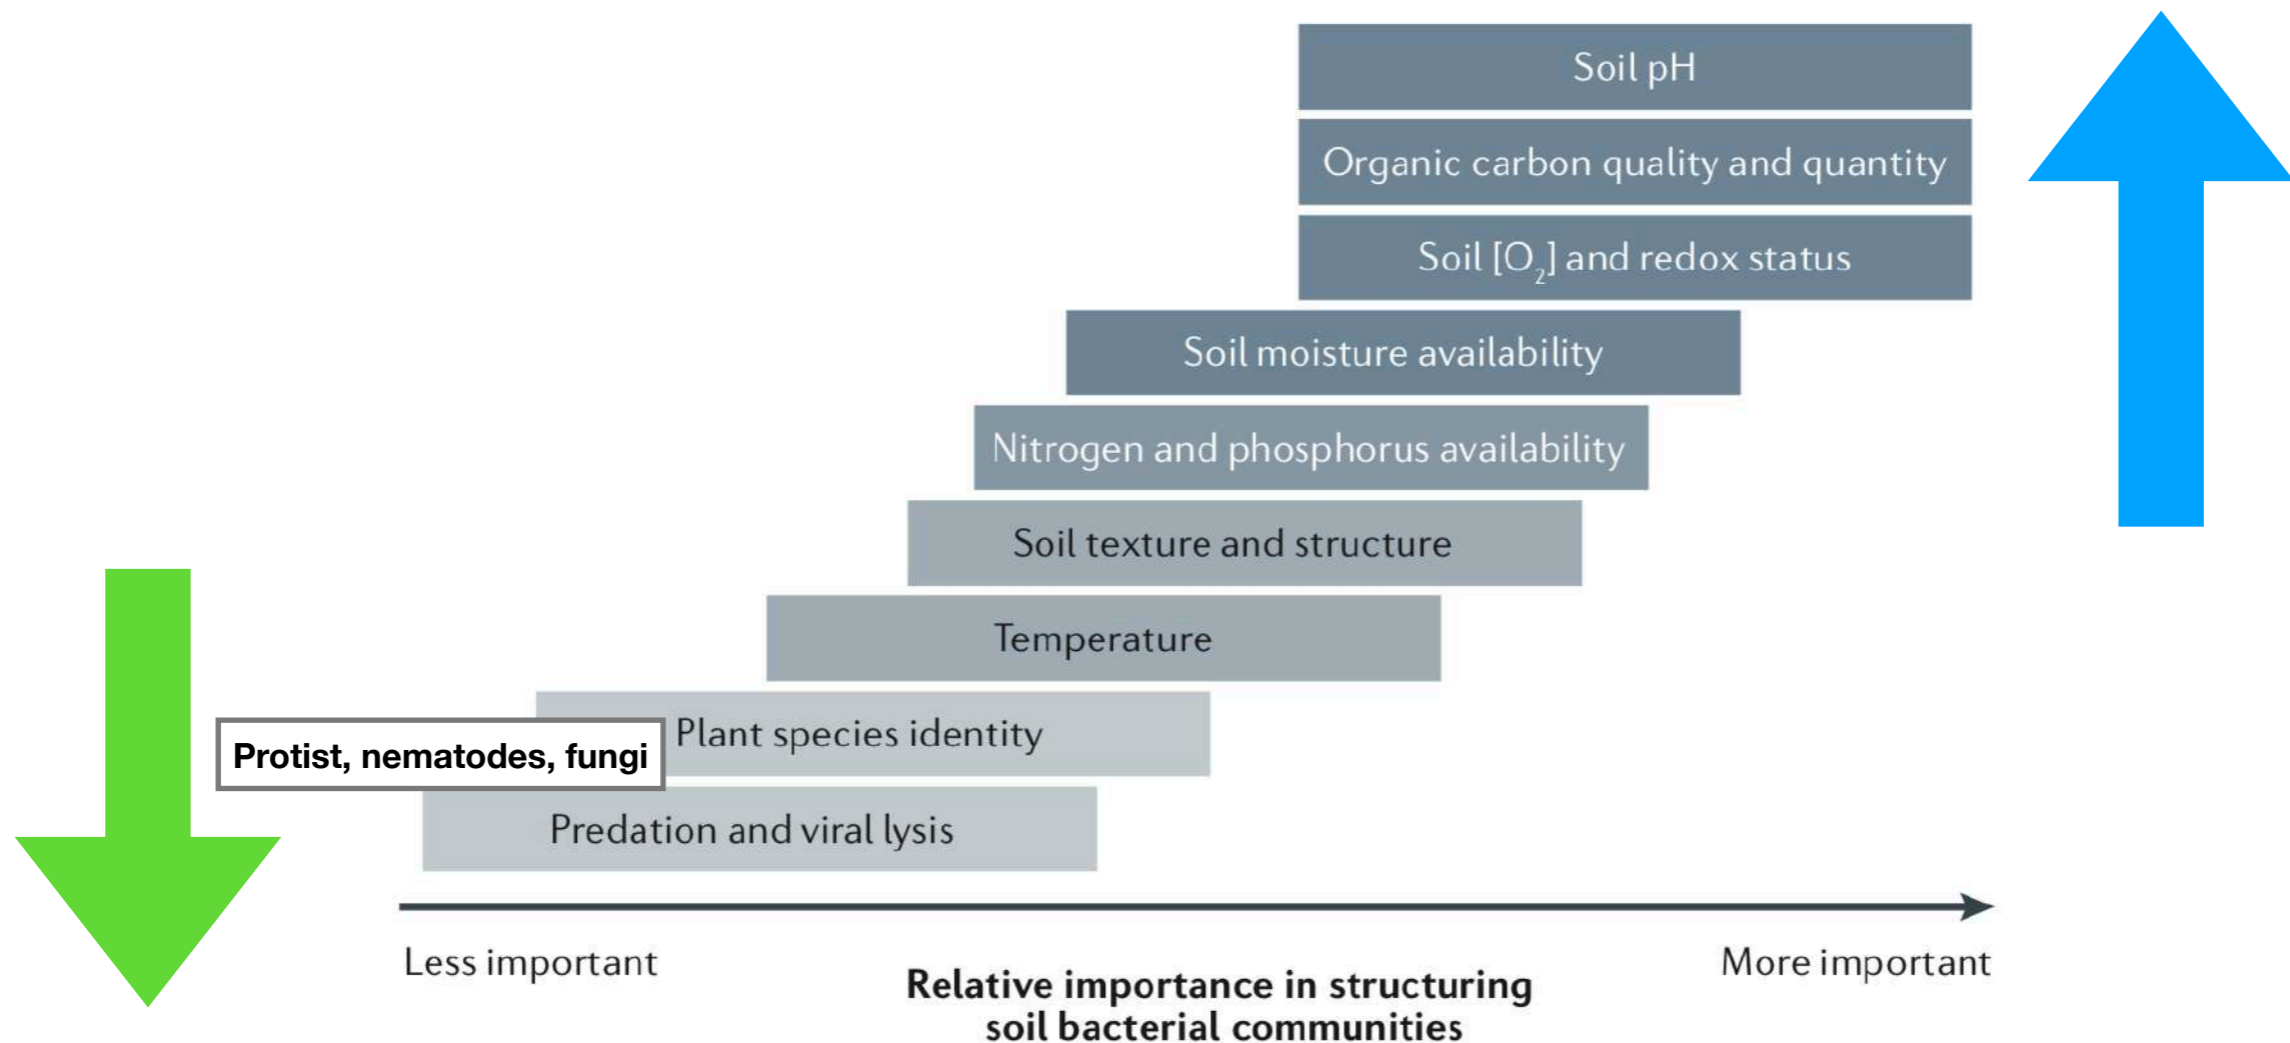 Soil pH
Organic carbon quality and quantity
Soil [O₂] and redox status
Soil moisture availability
Nitrogen and phosphorus availability
Soil texture and structure
Temperature
Plant species identity
Protist, nematodes, fungi
Predation and viral lysis
Less important
More important
Relative importance in structuring
soil bacterial communities